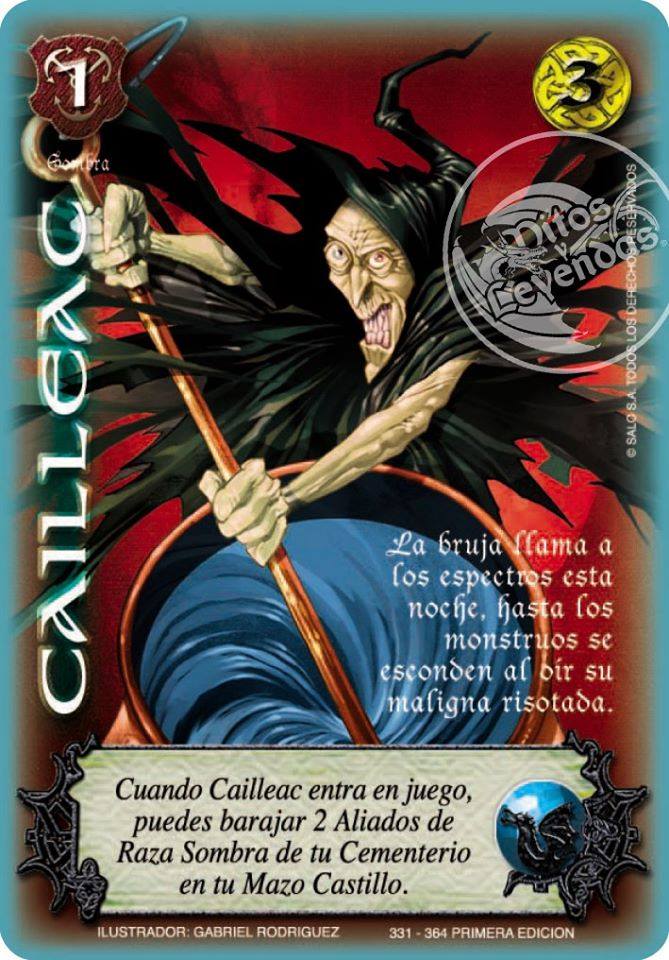 1
3
Sombra
CAILLEAC
Mitos
y
Leyendas
© SALO S.A. TODOS LOS DERECHOS RESERVADOS
La bruja llama a
los espectros esta
noche, hasta los
monstruos se
esconden al oir su
maligna risotada.
Cuando Cailleac entra en juego,
puedes barajar 2 Aliados de
Raza Sombra de tu Cementerio
en tu Mazo Castillo.
ILUSTRADOR: GABRIEL RODRIGUEZ 331 - 364 PRIMERA EDICION